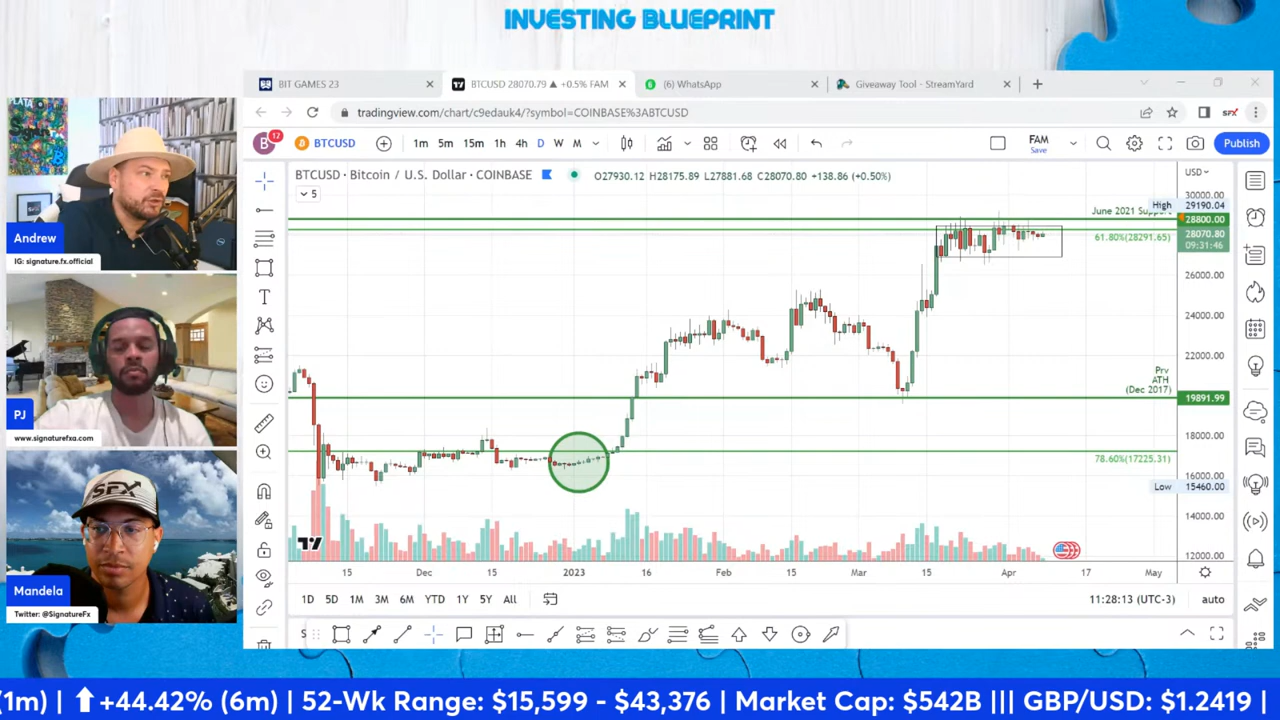 INVESTING BLUEPRINT
Andrew
IG: signature.fx.official
PJ
www.signaturefxa.com
SFX
Mandela
Twitter: @SignatureFx
BIT GAMES 23
BTCUSD 28070.79 ▲ +0.5% FAM
(6) WhatsApp
Giveaway Tool - StreamYard
tradingview.com/chart/c9edauk4/?symbol=COINBASE%3ABTCUSD
SFX
B 12
BTCUSD
1m 5m 15m 1h 4h D W M
FAM
Save
Publish
BTCUSD · Bitcoin / U.S. Dollar · COINBASE
O27930.12 H28175.89 L27881.68 C28070.80 +138.86 (+0.50%)
5
USD
30000.00
High 29190.04
June 2021 Support
28800.00
61.80%(28291.65)
28070.80
09:31:46
26000.00
24000.00
22000.00
Prv
ATH
(Dec 2017)
19891.99
18000.00
78.60%(17225.31)
16000.00
Low 15460.00
14000.00
12000.00
15 Dec 15 2023 16 Feb 15 Mar 15 Apr 17 May
1D 5D 1M 3M 6M YTD 1Y 5Y All
11:28:13 (UTC-3)
auto
(1m) | ⬆ +44.42% (6m) | 52-Wk Range: $15,599 - $43,376 | Market Cap: $542B ||| GBP/USD: $1.2419 |